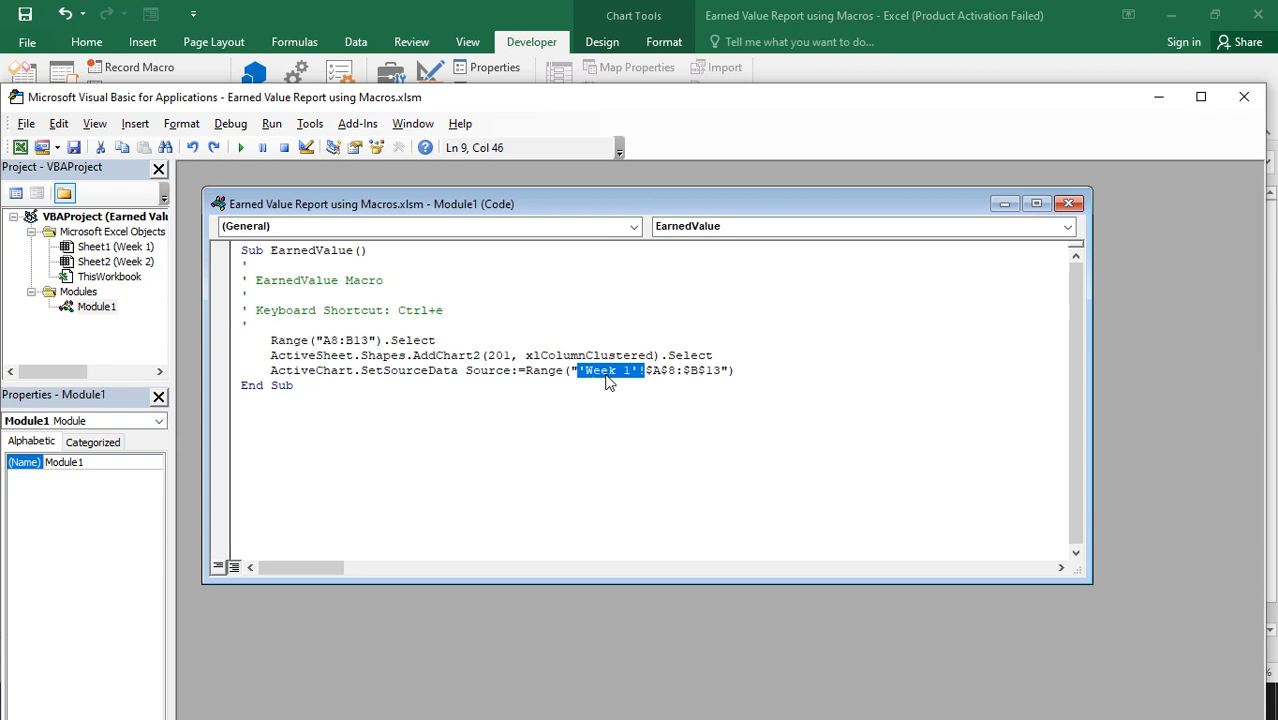 Chart Tools
Earned Value Report using Macros - Excel (Product Activation Failed)
File Home Insert Page Layout Formulas Data Review View Developer Design Format Tell me what you want to do... Sign in Share
Record Macro Properties Map Properties Import
Microsoft Visual Basic for Applications - Earned Value Report using Macros.xlsm
File Edit View Insert Format Debug Run Tools Add-Ins Window Help
Ln 9, Col 46
Project - VBAProject
VBAProject (Earned Val
Microsoft Excel Objects
Sheet1 (Week 1)
Sheet2 (Week 2)
ThisWorkbook
Modules
Module1
Properties - Module1
Module1 Module
Alphabetic Categorized
(Name) Module1
Earned Value Report using Macros.xlsm - Module1 (Code)
(General) EarnedValue
Sub EarnedValue()
'
' EarnedValue Macro
'
' Keyboard Shortcut: Ctrl+e
'
Range("A8:B13").Select
ActiveSheet.Shapes.AddChart2(201, xlColumnClustered).Select
ActiveChart.SetSourceData Source:=Range("'Week 1'!$A$8:$B$13")
End Sub
%